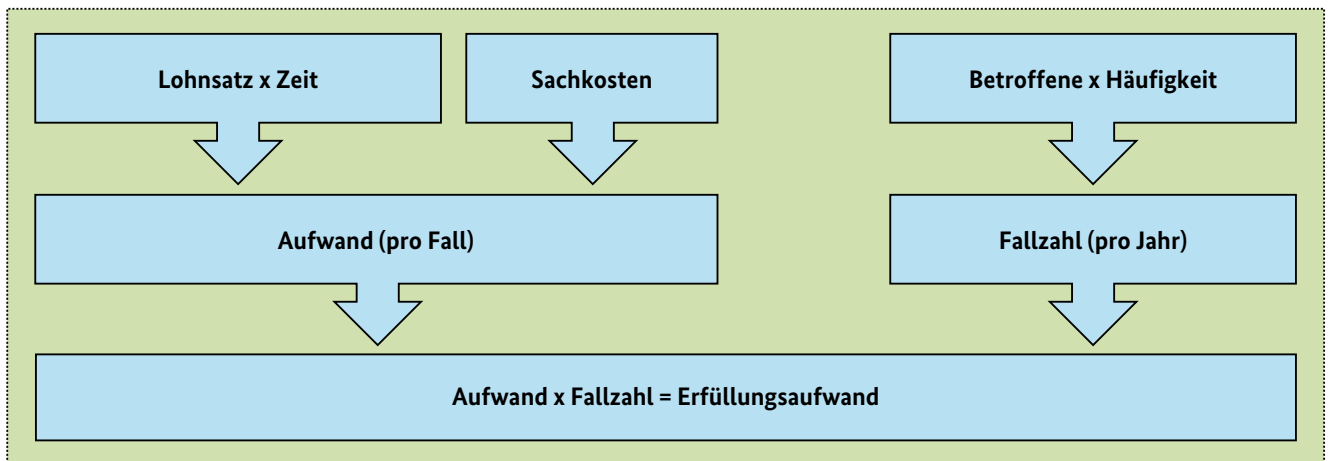 Lohnsatz x Zeit
Sachkosten
Betroffene x Häufigkeit
Aufwand (pro Fall)
Fallzahl (pro Jahr)
Aufwand x Fallzahl = Erfüllungsaufwand